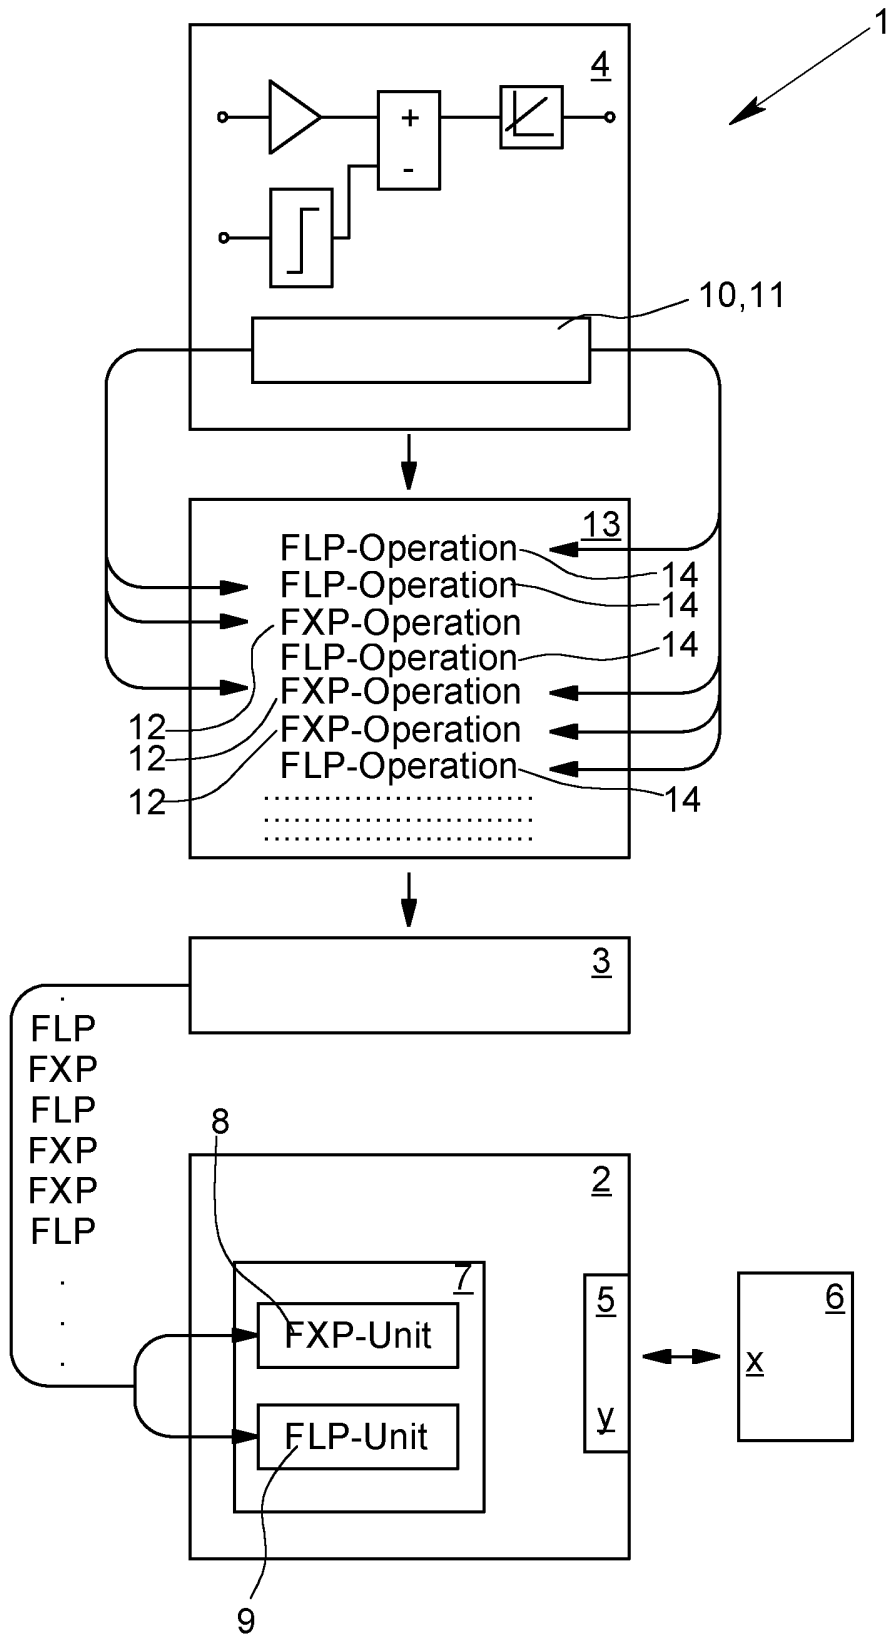 1
4
+
-
10,11
13
FLP-Operation
14
FLP-Operation
14
FXP-Operation
FLP-Operation
14
FXP-Operation
12
FXP-Operation
12
FLP-Operation
12
14
3
FLP
FXP
FLP
FXP
FXP
FLP
8
2
7
5
6
FXP-Unit
x
y
FLP-Unit
9